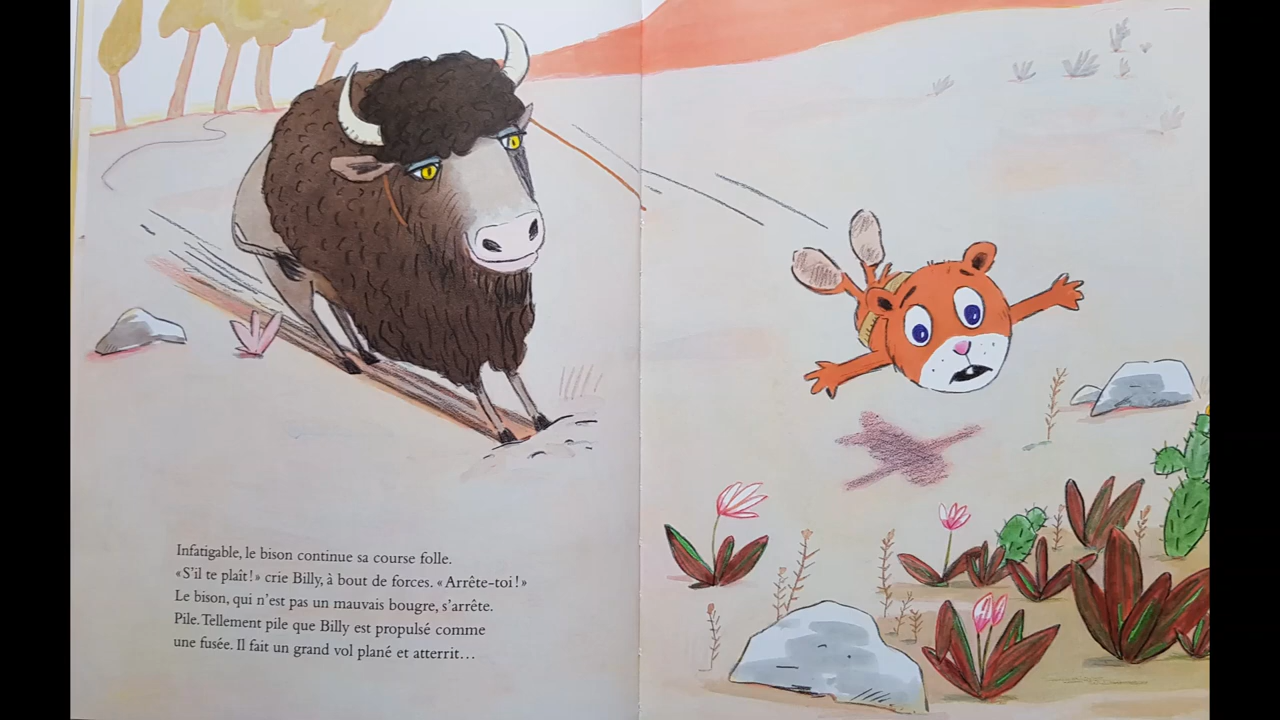 Infatigable, le bison continue sa course folle.
«S'il te plaît!» crie Billy, à bout de forces. «Arrête-toi!»
Le bison, qui n'est pas un mauvais bougre, s'arrête.
Pile. Tellement pile que Billy est propulsé comme
une fusée. Il fait un grand vol plané et atterrit…